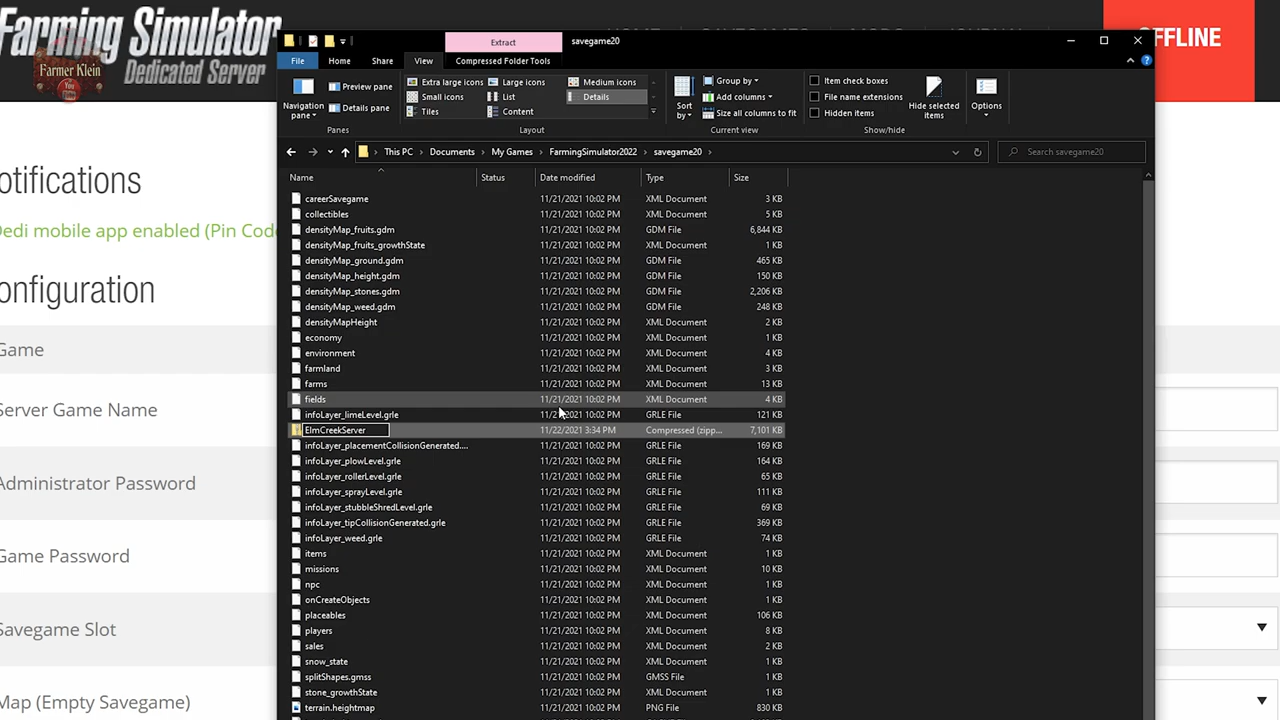 Farming Simulator
Dedicated Server
Farmer Klein
You Tube
OFFLINE
otifications
Dedi mobile app enabled (Pin Code
onfiguration
Game
Server Game Name
Administrator Password
Game Password
Savegame Slot
Map (Empty Savegame)
Extract
savegame20
File
Home
Share
View
Compressed Folder Tools
Navigation pane
Preview pane
Details pane
Panes
Extra large icons
Large icons
Medium icons
Small icons
List
Details
Tiles
Content
Layout
Sort by
Group by
Add columns
Size all columns to fit
Current view
Item check boxes
File name extensions
Hidden items
Hide selected items
Show/hide
Options
This PC > Documents > My Games > FarmingSimulator2022 > savegame20 >
Search savegame20
Name Status Date modified Type Size
careerSavegame 11/21/2021 10:02 PM XML Document 3 KB
collectibles 11/21/2021 10:02 PM XML Document 5 KB
densityMap_fruits.gdm 11/21/2021 10:02 PM GDM File 6,844 KB
densityMap_fruits_growthState 11/21/2021 10:02 PM XML Document 1 KB
densityMap_ground.gdm 11/21/2021 10:02 PM GDM File 465 KB
densityMap_height.gdm 11/21/2021 10:02 PM GDM File 150 KB
densityMap_stones.gdm 11/21/2021 10:02 PM GDM File 2,206 KB
densityMap_weed.gdm 11/21/2021 10:02 PM GDM File 248 KB
densityMapHeight 11/21/2021 10:02 PM XML Document 2 KB
economy 11/21/2021 10:02 PM XML Document 1 KB
environment 11/21/2021 10:02 PM XML Document 4 KB
farmland 11/21/2021 10:02 PM XML Document 3 KB
farms 11/21/2021 10:02 PM XML Document 13 KB
fields 11/21/2021 10:02 PM XML Document 4 KB
infoLayer_limeLevel.grle 11/21/2021 10:02 PM GRLE File 121 KB
ElmCreekServer 11/22/2021 3:34 PM Compressed (zipp... 7,101 KB
infoLayer_placementCollisionGenerated.... 11/21/2021 10:02 PM GRLE File 169 KB
infoLayer_plowLevel.grle 11/21/2021 10:02 PM GRLE File 164 KB
infoLayer_rollerLevel.grle 11/21/2021 10:02 PM GRLE File 65 KB
infoLayer_sprayLevel.grle 11/21/2021 10:02 PM GRLE File 111 KB
infoLayer_stubbleShredLevel.grle 11/21/2021 10:02 PM GRLE File 69 KB
infoLayer_tipCollisionGenerated.grle 11/21/2021 10:02 PM GRLE File 369 KB
infoLayer_weed.grle 11/21/2021 10:02 PM GRLE File 74 KB
items 11/21/2021 10:02 PM XML Document 1 KB
missions 11/21/2021 10:02 PM XML Document 3 KB
npc 11/21/2021 10:02 PM XML Document 1 KB
onCreateObjects 11/21/2021 10:02 PM XML Document 1 KB
placeables 11/21/2021 10:02 PM XML Document 106 KB
players 11/21/2021 10:02 PM XML Document 8 KB
sales 11/21/2021 10:02 PM XML Document 2 KB
snow_state 11/21/2021 10:02 PM XML Document 1 KB
splitShapes.gmss 11/21/2021 10:02 PM GMSS File 1 KB
stone_growthState 11/21/2021 10:02 PM XML Document 1 KB
terrain.heightmap 11/21/2021 10:02 PM PNG File 830 KB